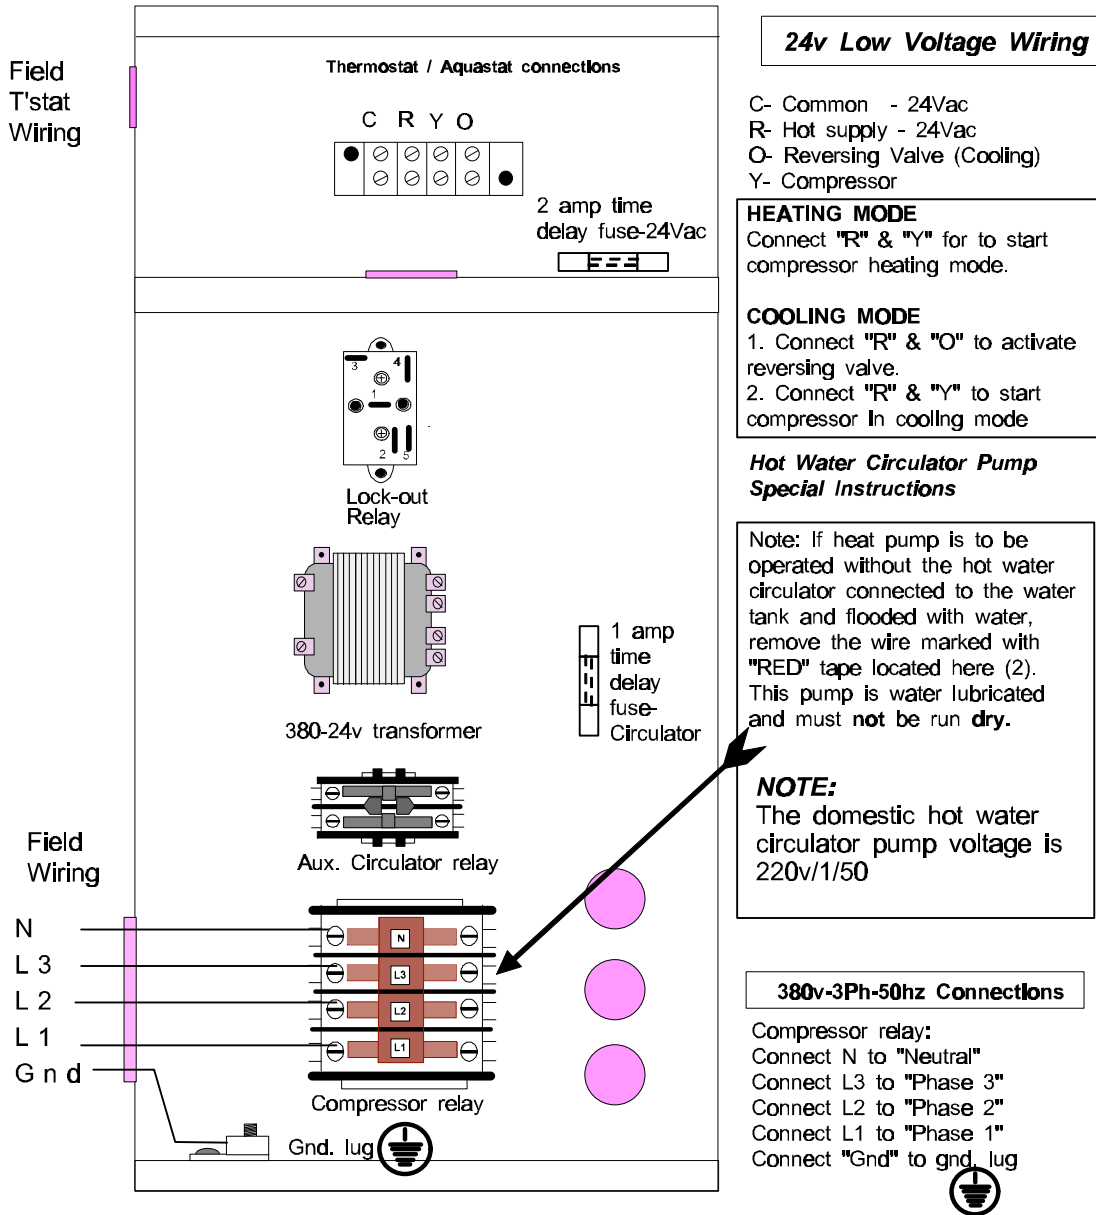 24v Low Voltage Wiring
Field
T'stat
Wiring
Thermostat / Aquastat connections
C R Y O
2 amp time
delay fuse-24Vac
C- Common - 24Vac
R- Hot supply - 24Vac
O- Reversing Valve (Cooling)
Y- Compressor
HEATING MODE
Connect "R" & "Y" for to start
compressor heating mode.
COOLING MODE
1. Connect "R" & "O" to activate
reversing valve.
2. Connect "R" & "Y" to start
compressor in cooling mode
3 4
1
2 5
Lock-out
Relay
Hot Water Circulator Pump
Special Instructions
Note: If heat pump is to be
operated without the hot water
circulator connected to the water
tank and flooded with water,
remove the wire marked with
"RED" tape located here (2).
This pump is water lubricated
and must not be run dry.
NOTE:
The domestic hot water
circulator pump voltage is
220v/1/50
380-24v transformer
1 amp
time
delay
fuse-
Circulator
Aux. Circulator relay
Field
Wiring
N
L3
L2
L1
Gnd
N
L3
L2
L1
Compressor relay
Gnd. lug
380v-3Ph-50hz Connections
Compressor relay:
Connect N to "Neutral"
Connect L3 to "Phase 3"
Connect L2 to "Phase 2"
Connect L1 to "Phase 1"
Connect "Gnd" to gnd. lug